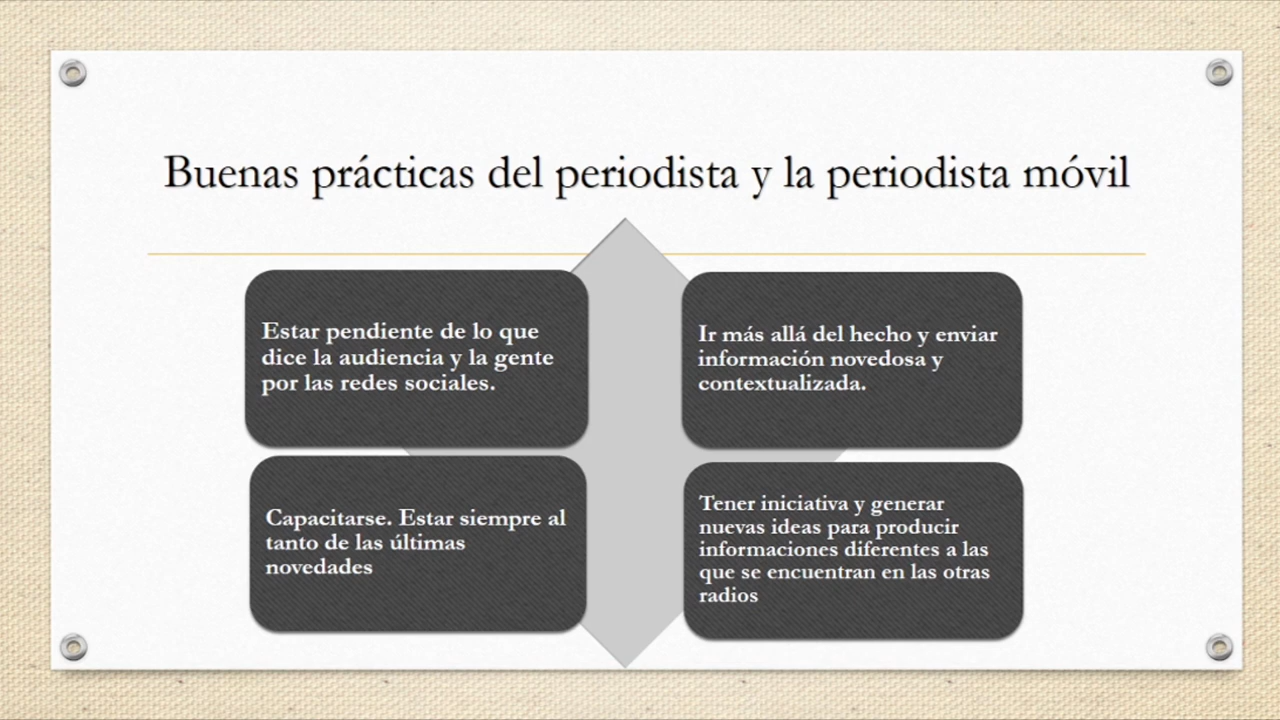 Buenas prácticas del periodista y la periodista móvil
Estar pendiente de lo que
dice la audiencia y la gente
por las redes sociales.
Ir más allá del hecho y enviar
información novedosa y
contextualizada.
Capacitarse. Estar siempre al
tanto de las últimas
novedades
Tener iniciativa y generar
nuevas ideas para producir
informaciones diferentes a las
que se encuentran en las otras
radios